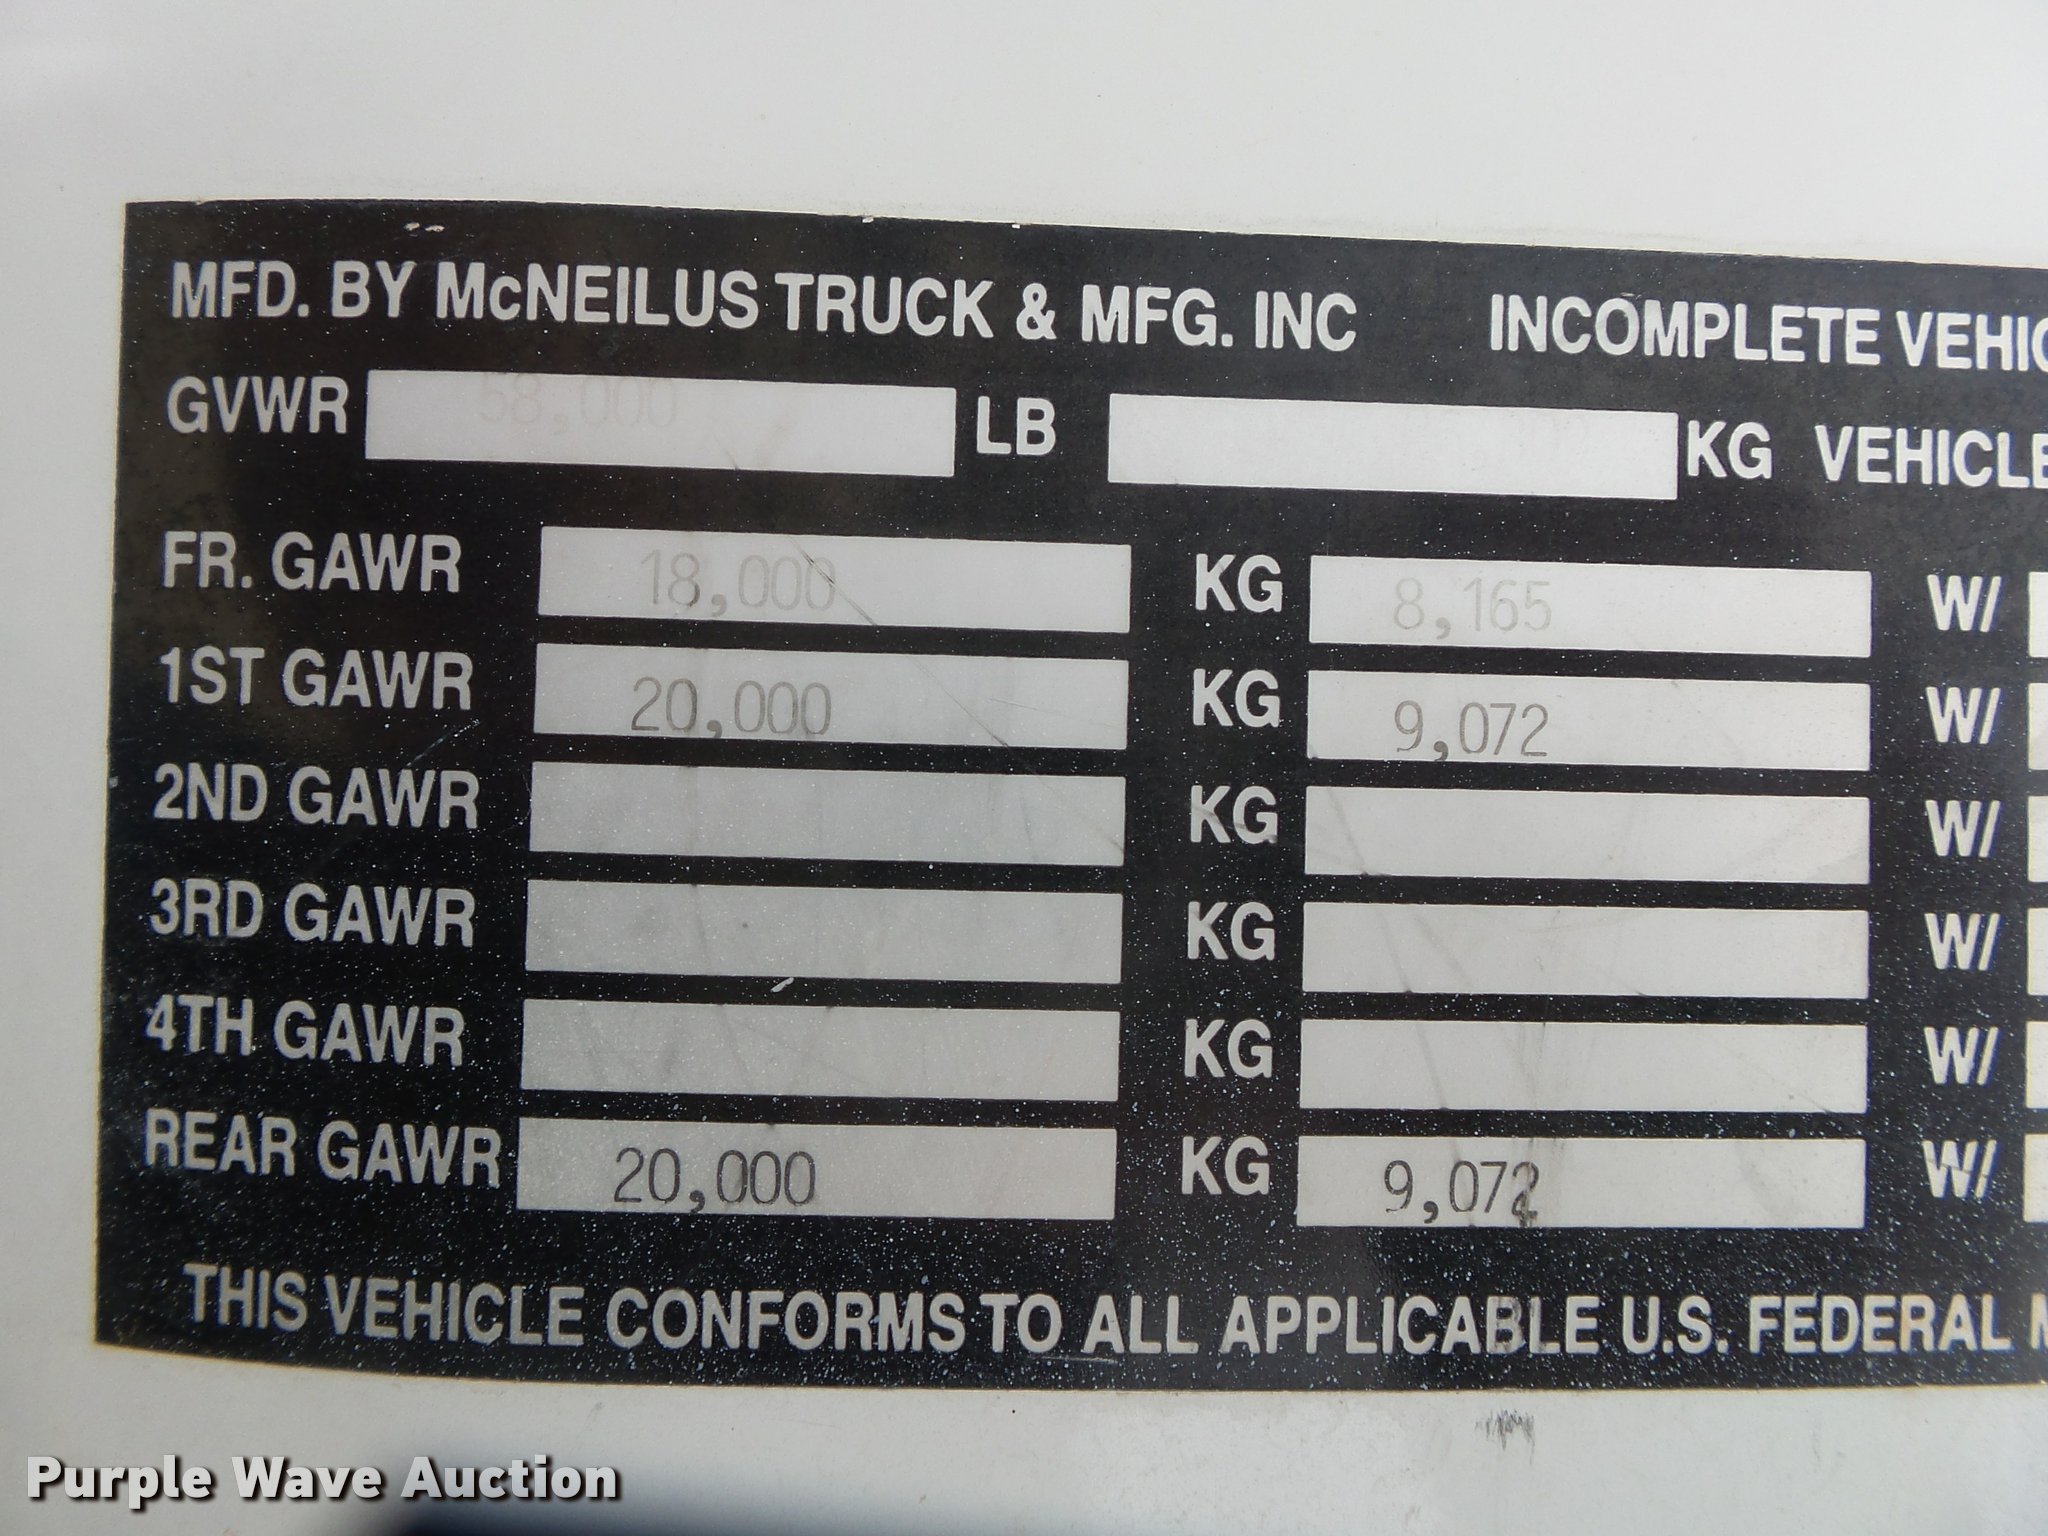 MFD. BY McNEILUS TRUCK & MFG. INC INCOMPLETE VEHIC
GVWR 58,000 LB KG VEHICLE
FR. GAWR 18,000 KG 8,165 W/
1ST GAWR 20,000 KG 9,072 W/
2ND GAWR KG W/
3RD GAWR KG W/
4TH GAWR KG W/
REAR GAWR 20,000 KG 9,072 W/
THIS VEHICLE CONFORMS TO ALL APPLICABLE U.S. FEDERAL M
Purple Wave Auction